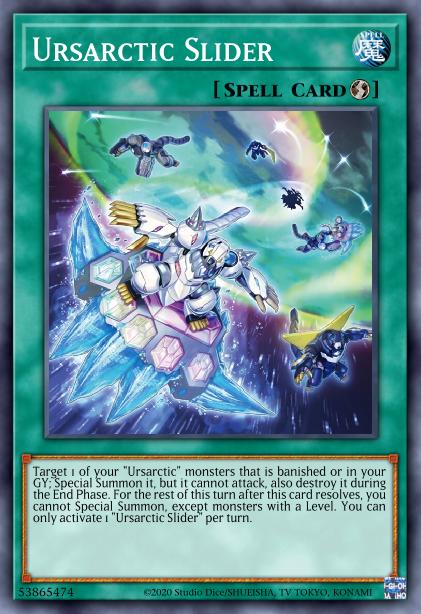 URSARCTIC SLIDER
SPELL
魔
[SPELL CARD]
Target 1 of your "Ursarctic" monsters that is banished or in your
GY; Special Summon it, but it cannot attack, also destroy it during
the End Phase. For the rest of this turn after this card resolves, you
cannot Special Summon, except monsters with a Level. You can
only activate 1 "Ursarctic Slider" per turn.
53865474
©2020 Studio Dice/SHUEISHA, TV TOKYO, KONAMI